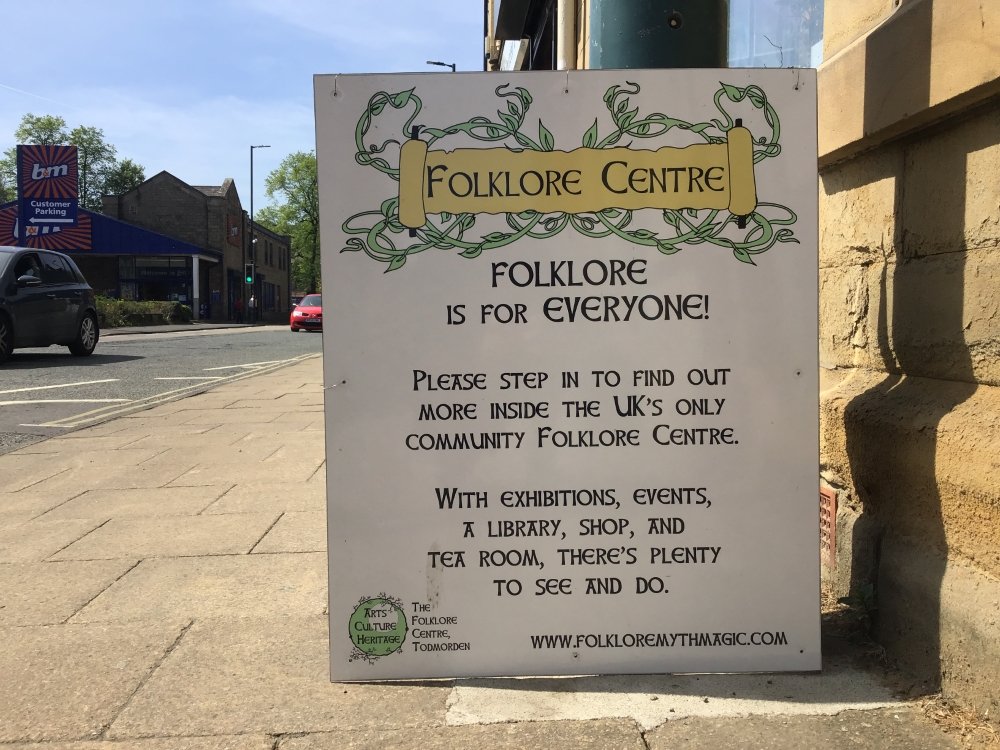 b&m
Customer
Parking
FOLKLORE CENTRE
FOLKLORE
IS FOR EVERYONE!
PLEASE STEP IN TO FIND OUT
MORE INSIDE THE UK'S ONLY
COMMUNITY FOLKLORE CENTRE.
WITH EXHIBITIONS, EVENTS,
A LIBRARY, SHOP, AND
TEA ROOM, THERE'S PLENTY
TO SEE AND DO.
ARTS
CULTURE
HERITAGE
THE
FOLKLORE
CENTRE,
TODMORDEN
WWW.FOLKLOREMYTHMAGIC.COM